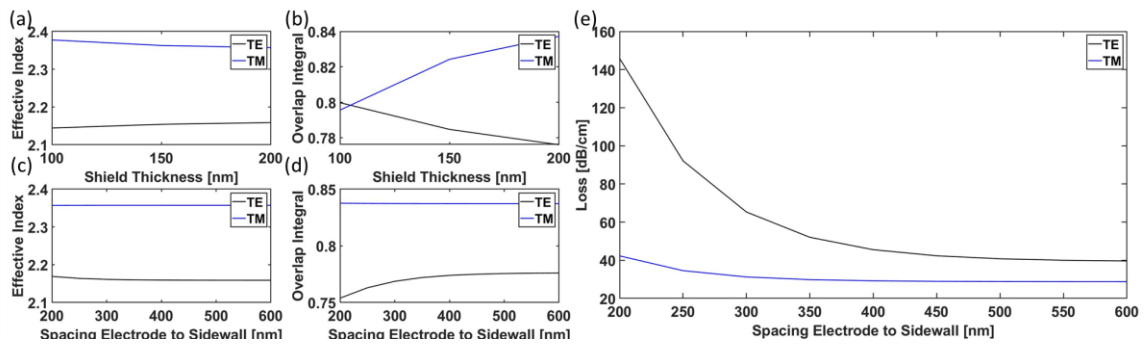 (a)
2.4
2.3
2.2
2.1
Effective Index
TE
TM
100
150
200
Shield Thickness [nm]
(b)
0.84
0.82
0.8
0.78
Overlap Integral
TE
TM
100
150
200
Shield Thickness [nm]
(c)
2.4
2.3
2.2
2.1
Effective Index
TE
TM
200
300
400
500
600
Spacing Electrode to Sidewall [nm]
(d)
0.85
0.8
0.75
Overlap Integral
TE
TM
200
300
400
500
600
Spacing Electrode to Sidewall [nm]
(e)
160
140
120
100
80
60
40
20
Loss [dB/cm]
TE
TM
200
250
300
350
400
450
500
550
600
Spacing Electrode to Sidewall [nm]